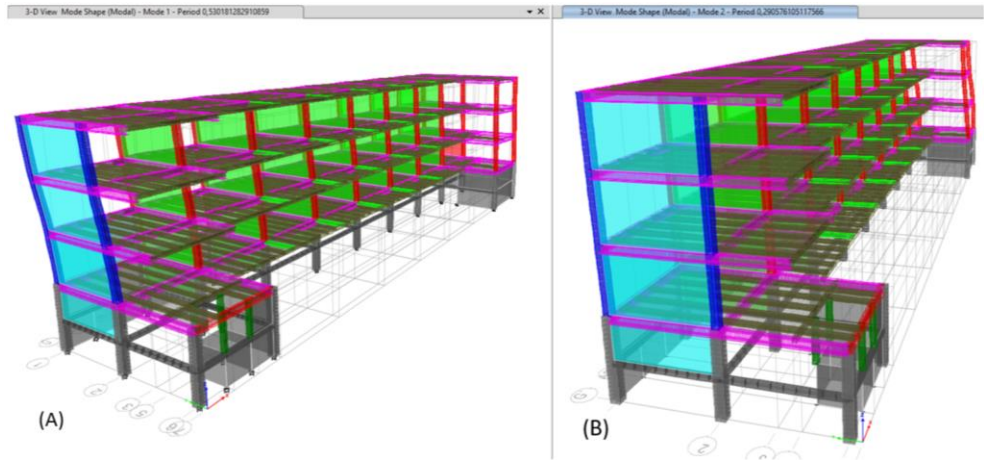 3-D View Mode Shape (Modal) - Mode 1 - Period 0,530181282910859
3-D View Mode Shape (Modal) - Mode 2 - Period 0,290576105117566
(A)
(B)
2